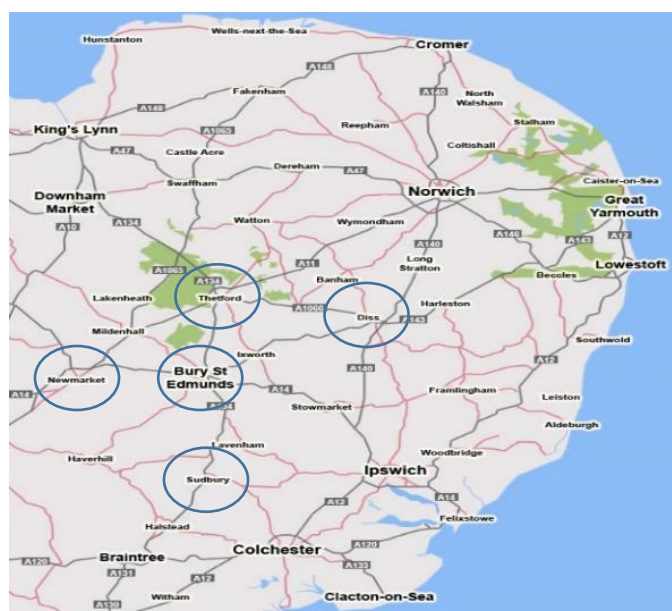 Wells-next-the-Sea
Hunstanton
Cromer
A148
A140
Fakenham
North
Walsham
A148
A1065
Stalham
King's Lynn
Reepham
Coltishall
A47
Castle Acre
Dereham
A47
Caister-on-Sea
Swaffham
Norwich
Downham
Market
Great
Yarmouth
A134
Watton
Wymondham
A10
A140
A146
A143
A12
Long
Stratton
A11
A1065
A134
Banham
Beccles
Lowestoft
Lakenheath
Thetford
A1066
Harleston
Diss
A143
Mildenhall
Southwold
Ixworth
A12
Newmarket
Bury St
Edmunds
A140
A14
A14
Framlingham
Leiston
A134
Stowmarket
Aldeburgh
Lavenham
Woodbridge
Haverhill
Ipswich
Sudbury
A14
A12
Felixstowe
Halstead
Colchester
A120
Braintree
A120
A133
A131
A12
Witham
Clacton-on-Sea
A130